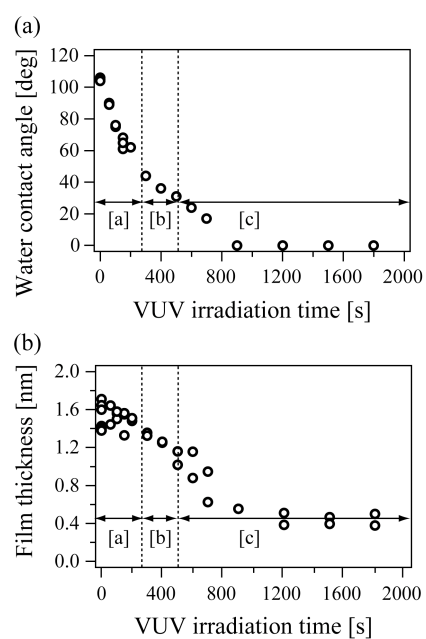 (a)
Water contact angle [deg]
120
100
80
60
40
20
0
[a] [b] [c]
0 400 800 1200 1600 2000
VUV irradiation time [s]
(b)
Film thickness [nm]
2.0
1.6
1.2
0.8
0.4
0.0
[a] [b] [c]
0 400 800 1200 1600 2000
VUV irradiation time [s]